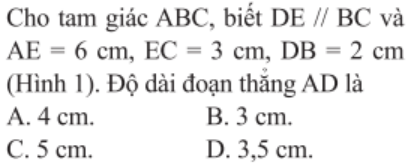 Cho tam giác ABC, biết DE // BC và
AE = 6 cm, EC = 3 cm, DB = 2 cm
(Hình 1). Độ dài đoạn thẳng AD là
A. 4 cm. B. 3 cm.
C. 5 cm. D. 3,5 cm.